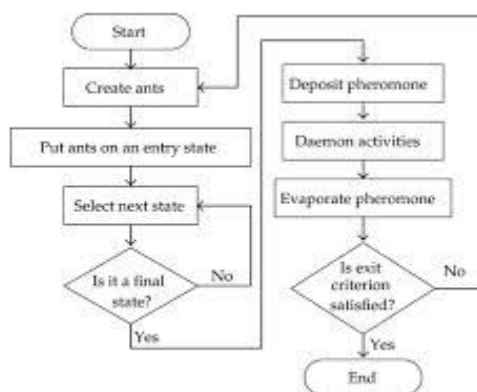 Start
Create ants
Put ants on an entry state
Select next state
Is it a final
state?
No
Yes
Deposit pheromone
Daemon activities
Evaporate pheromone
Is exit
criterion
satisfied?
No
Yes
End